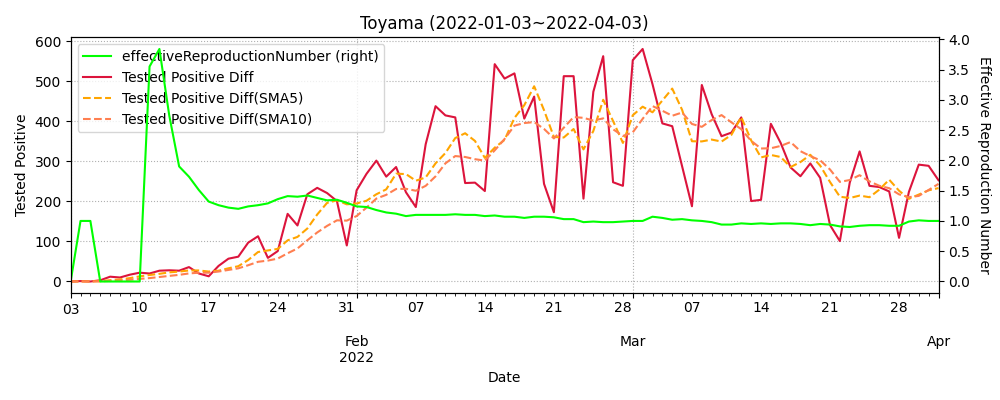 Toyama (2022-01-03~2022-04-03)
effectiveReproductionNumber (right)
Tested Positive Diff
Tested Positive Diff(SMA5)
Tested Positive Diff(SMA10)
Tested Positive
600
500
400
300
200
100
0
Effective Reproduction Number
4.0
3.5
3.0
2.5
2.0
1.5
1.0
0.5
0.0
03 10 17 24 31 07 14 21 28 07 14 21 28
Feb Mar Apr
2022
Date